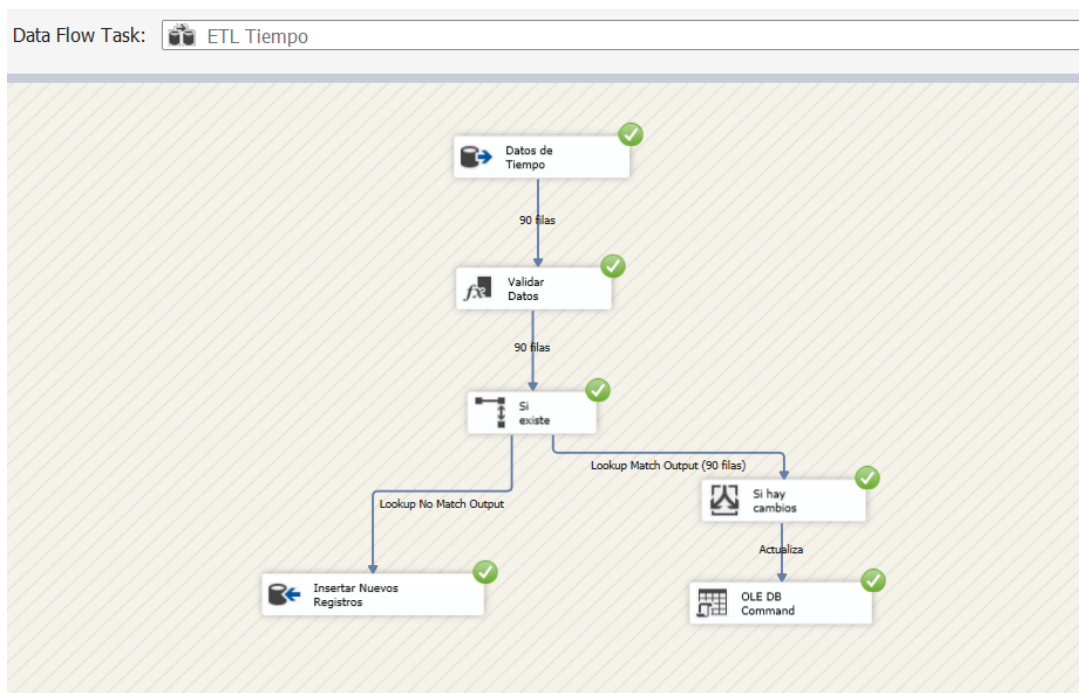 Data Flow Task: ETL Tiempo
Datos de
Tiempo
90 filas
fx
Validar
Datos
90 filas
Si
existe
Lookup Match Output (90 filas)
Si hay
cambios
Lookup No Match Output
Actualiza
Insertar Nuevos
Registros
OLE DB
Command